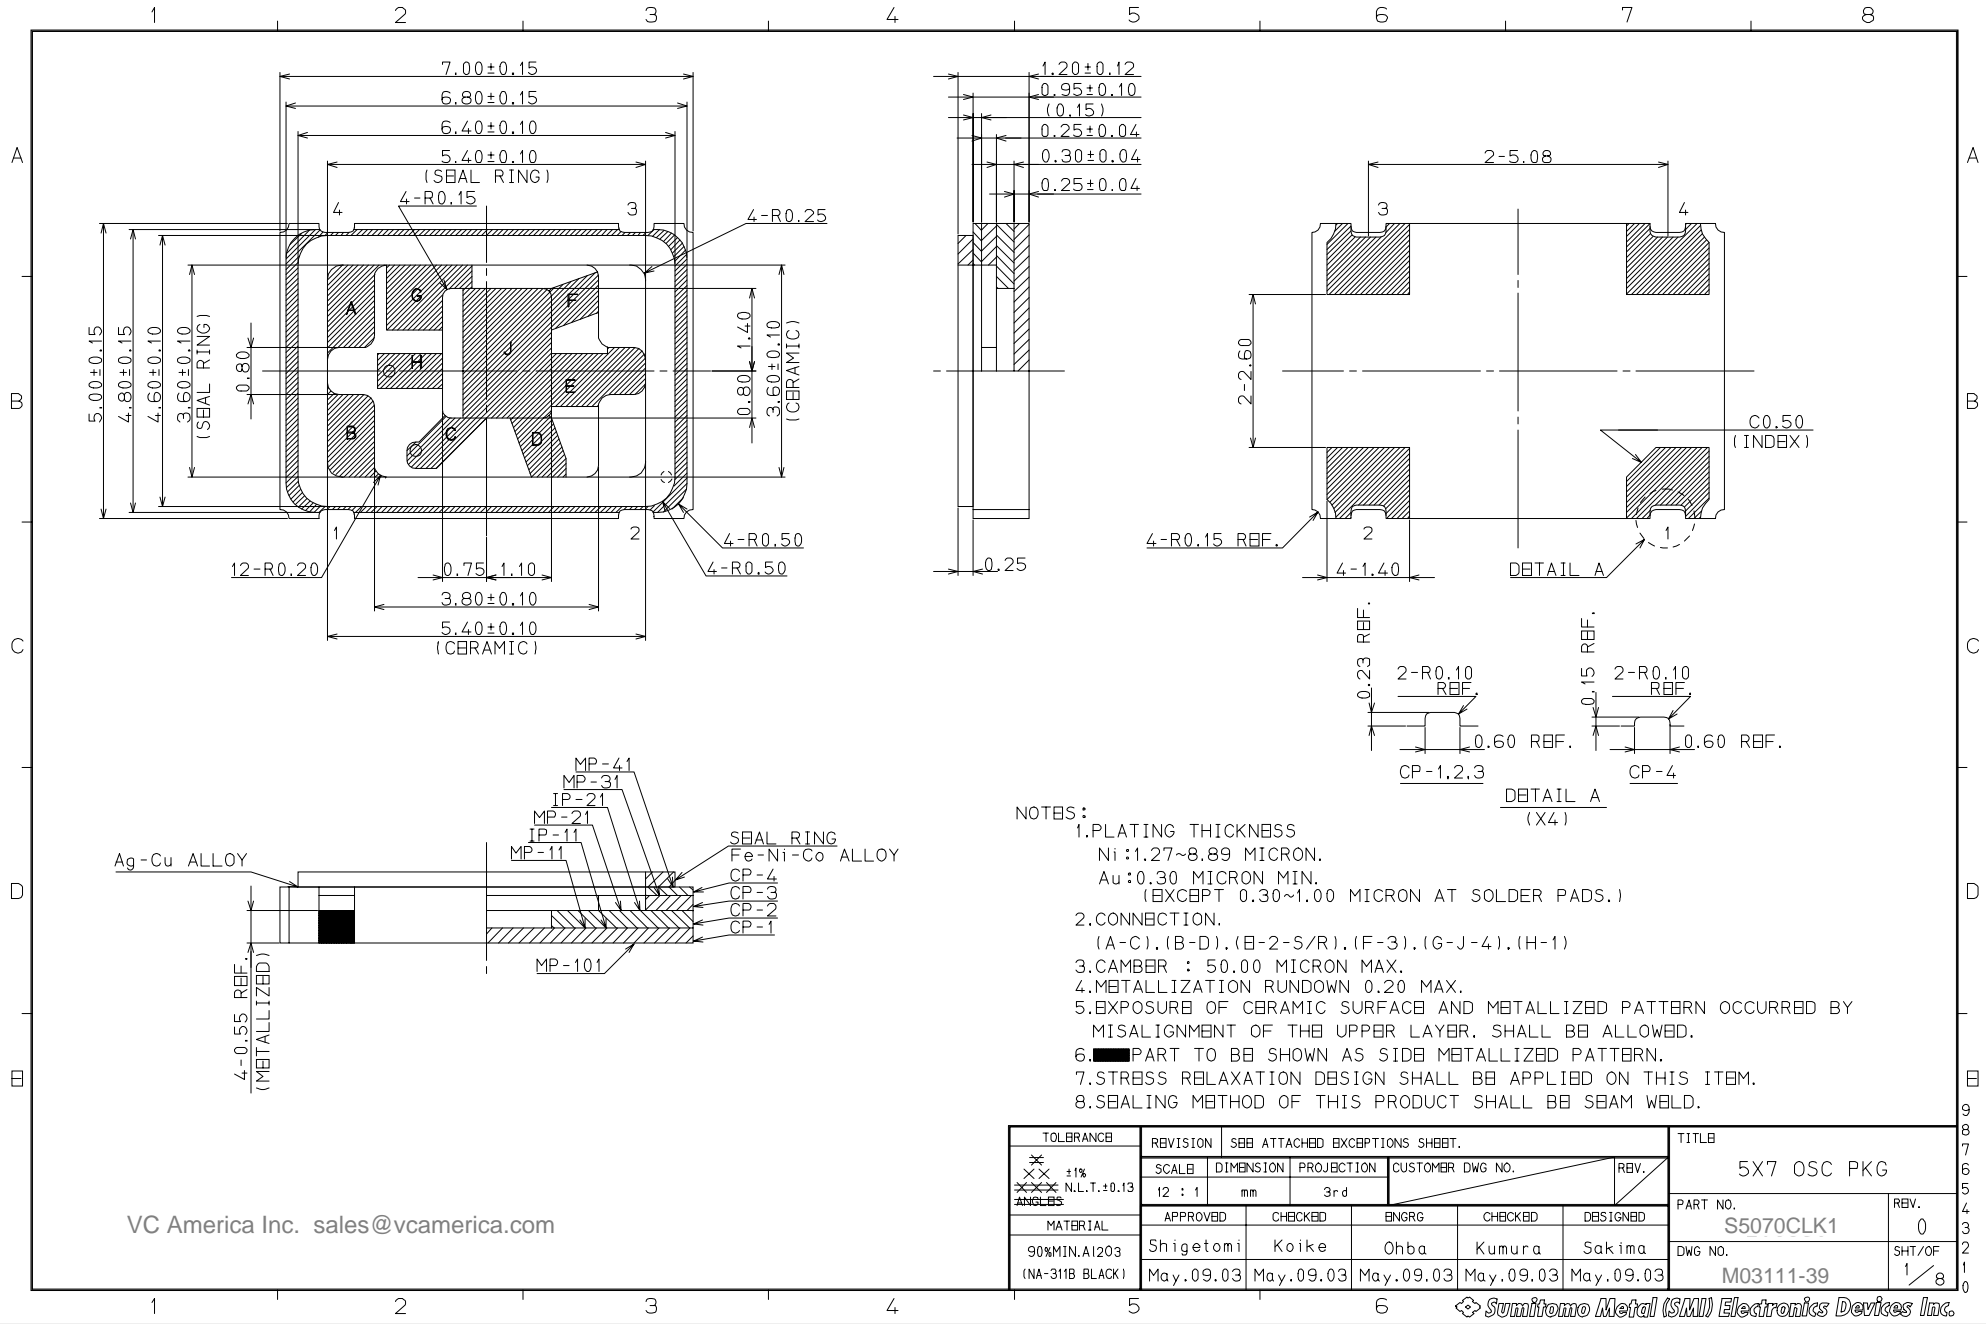 1 2 3 4 5 6 7 8
A
B
C
D
E
A
B
C
D
E
7.00±0.15
6.80±0.15
6.40±0.10
5.40±0.10
(SEAL RING)
4-R0.15
4
3
4-R0.25
5.00±0.15
4.80±0.15
4.60±0.10
3.60±0.10
(SEAL RING)
0.80
A
G
F
J
H
E
B
C
D
1.40
0.80
3.60±0.10
(CERAMIC)
1
2
4-R0.50
4-R0.50
12-R0.20
0.75
1.10
3.80±0.10
5.40±0.10
(CERAMIC)
1.20±0.12
0.95±0.10
(0.15)
0.25±0.04
0.30±0.04
0.25±0.04
0.25
2-5.08
3
4
2-2.60
C0.50
(INDEX)
4-R0.15 REF.
2
1
4-1.40
DETAIL A
0.23 REF.
2-R0.10
REF.
0.60 REF.
CP-1,2,3
0.15 REF.
2-R0.10
REF.
0.60 REF.
CP-4
DETAIL A
(X4)
MP-41
MP-31
IP-21
MP-21
IP-11
MP-11
Ag-Cu ALLOY
SEAL RING
Fe-Ni-Co ALLOY
CP-4
CP-3
CP-2
CP-1
MP-101
4-0.55 REF.
(METALLIZED)
NOTES:
1.PLATING THICKNESS
Ni:1.27~8.89 MICRON.
Au:0.30 MICRON MIN.
(EXCEPT 0.30~1.00 MICRON AT SOLDER PADS.)
2.CONNECTION.
(A-C),(B-D),(E-2-S/R),(F-3),(G-J-4),(H-1)
3.CAMBER : 50.00 MICRON MAX.
4.METALLIZATION RUNDOWN 0.20 MAX.
5.EXPOSURE OF CERAMIC SURFACE AND METALLIZED PATTERN OCCURRED BY
MISALIGNMENT OF THE UPPER LAYER, SHALL BE ALLOWED.
6. PART TO BE SHOWN AS SIDE METALLIZED PATTERN.
7.STRESS RELAXATION DESIGN SHALL BE APPLIED ON THIS ITEM.
8.SEALING METHOD OF THIS PRODUCT SHALL BE SEAM WELD.
9
8
7
6
5
4
3
2
1
0
TOLERANCE
X
XX ±1%
XXX N.L.T.±0.13
ANGLES
MATERIAL
90%MIN.Al2O3
(NA-311B BLACK)
REVISION SEE ATTACHED EXCEPTIONS SHEET.
SCALE DIMENSION PROJECTION CUSTOMER DWG NO. REV.
12 : 1 mm 3rd
APPROVED CHECKED ENGRG CHECKED DESIGNED
Shigetomi Koike Ohba Kumura Sakima
May.09.03 May.09.03 May.09.03 May.09.03 May.09.03
TITLE
5X7 OSC PKG
PART NO.
S5070CLK1
REV.
0
DWG NO.
M03111-39
SHT/OF
1/8
VC America Inc. sales@vcamerica.com
1 2 3 4 5 6
Sumitomo Metal (SMI) Electronics Devices Inc.